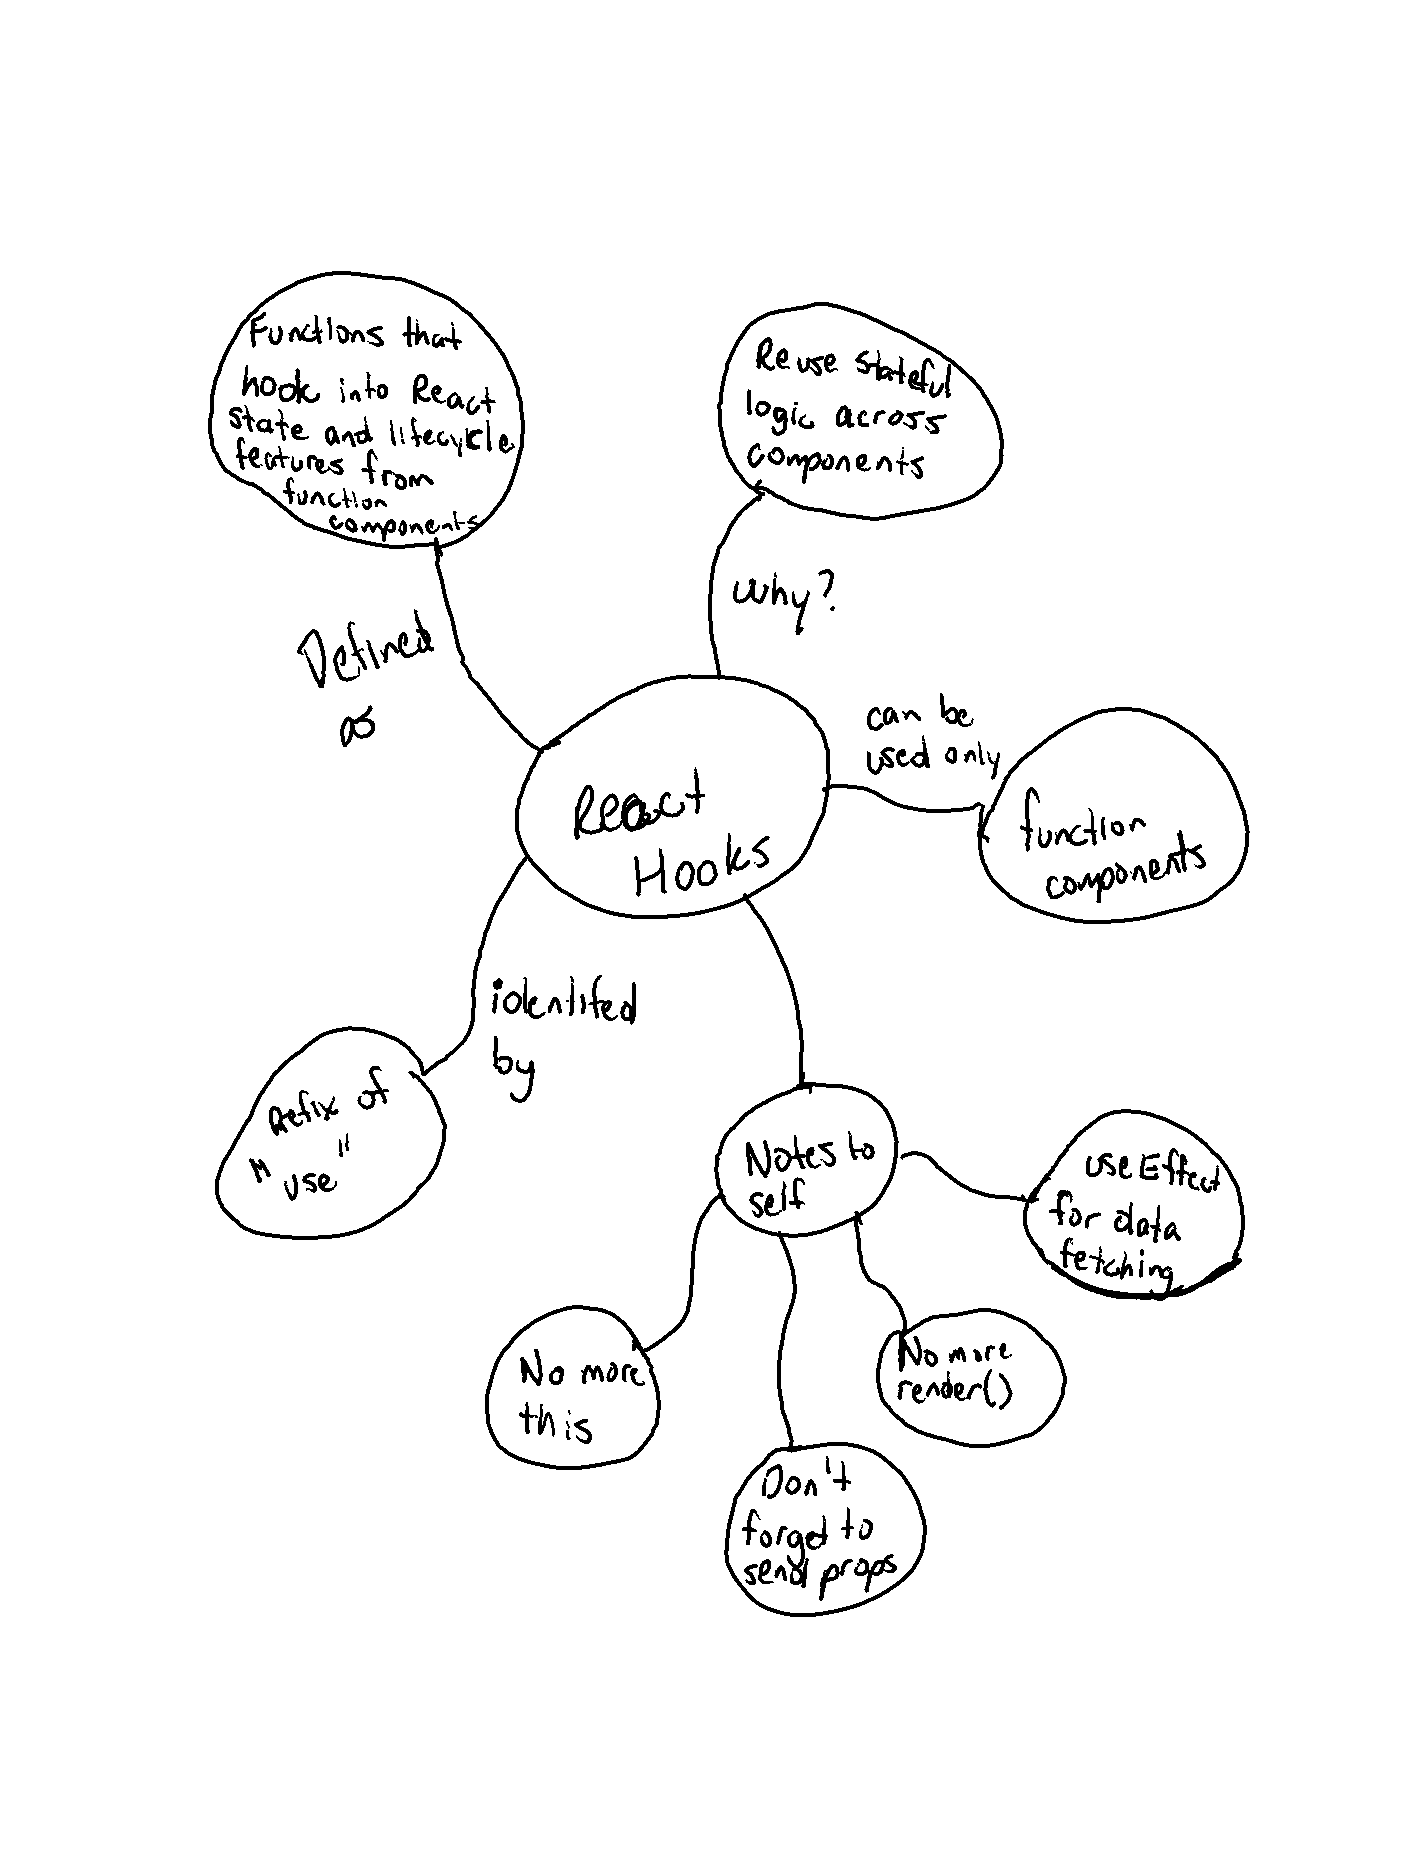 Functions that
hook into React
state and lifecycle
features from
function
components
Reuse stateful
logic across
components
why?
Defined
as
can be
used only
React
Hooks
function
components
identifed
by
Prefix of
"use"
Notes to
self
useEffect
for data
fetching
No more
this
No more
render()
Don't
forget to
send props